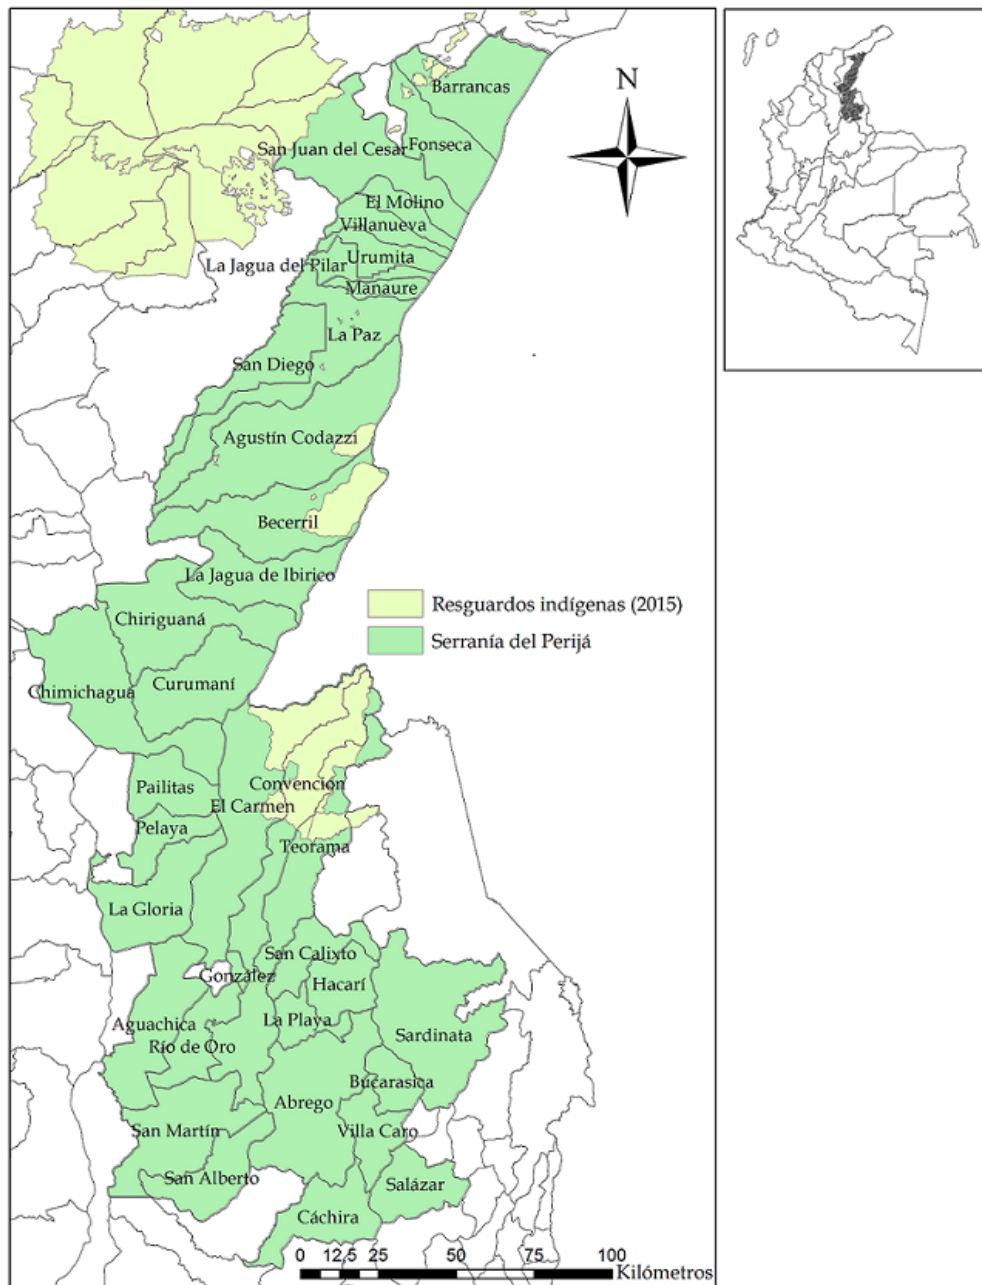 Barrancas
N
San Juan del Cesar
Fonseca
El Molino
Villanueva
Urumita
La Jagua del Pilar
Manaure
La Paz
San Diego
Agustín Codazzi
Becerril
La Jagua de Ibirico
Resguardos indígenas (2015)
Chiriguaná
Serranía del Perijá
Curumaní
Chimichagua
Convención
Pailitas
El Carmen
Pelaya
Teorama
La Gloria
San Calixto
González
Hacarí
La Playa
Aguachica
Sardinata
Río de Oro
Bucarasica
Abrego
San Martín
Villa Caro
San Alberto
Salázar
Cáchira
0 12,5 25 50 75 100
Kilómetros